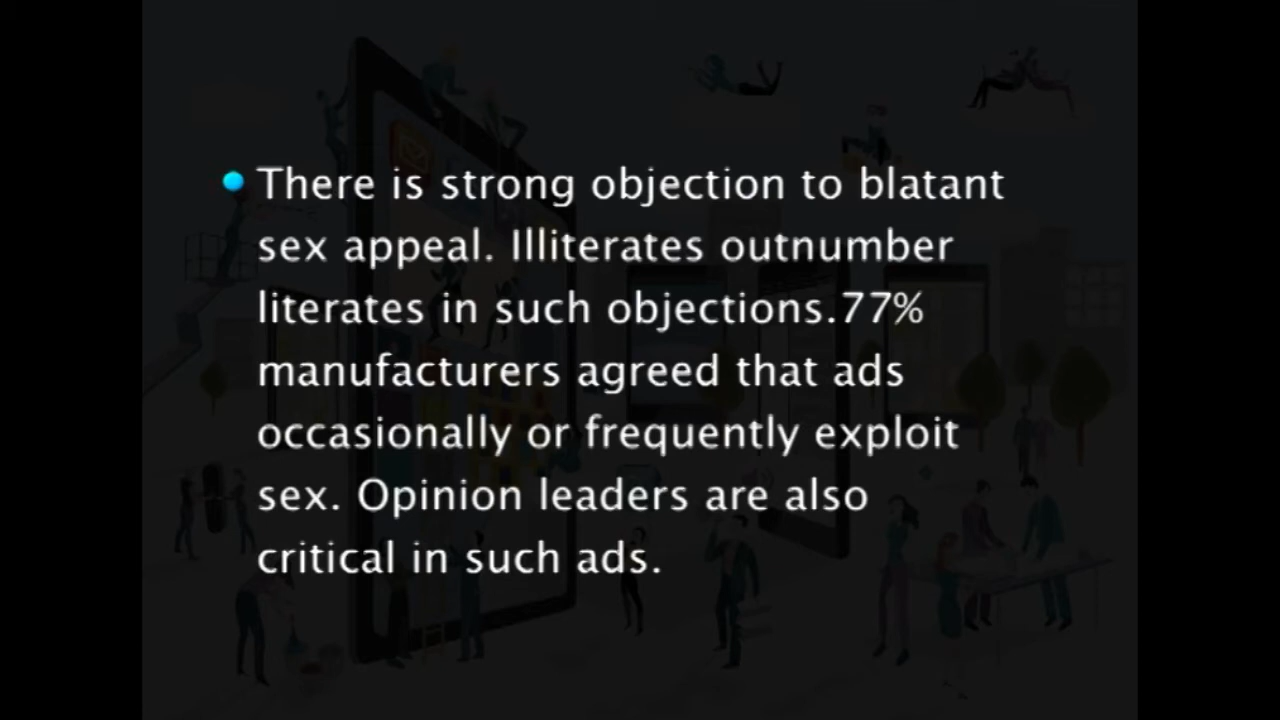 There is strong objection to blatant
sex appeal. Illiterates outnumber
literates in such objections.77%
manufacturers agreed that ads
occasionally or frequently exploit
sex. Opinion leaders are also
critical in such ads.